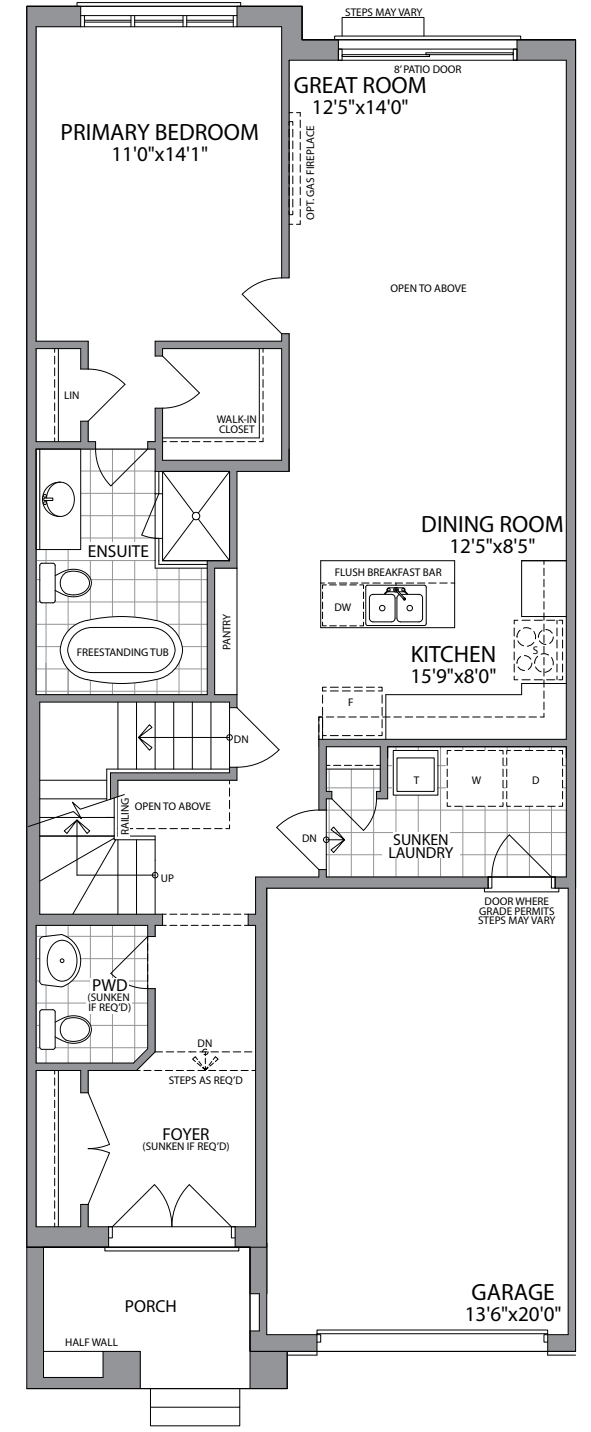 STEPS MAY VARY
8' PATIO DOOR
GREAT ROOM
12'5"x14'0"
PRIMARY BEDROOM
11'0"x14'1"
OPT. GAS FIREPLACE
OPEN TO ABOVE
LIN
WALK-IN
CLOSET
DINING ROOM
12'5"x8'5"
ENSUITE
FLUSH BREAKFAST BAR
DW
PANTRY
FREESTANDING TUB
KITCHEN
15'9"x8'0"
S
F
DN
T
W
D
OPEN TO ABOVE
RAILING
DN
SUNKEN
LAUNDRY
UP
DOOR WHERE
GRADE PERMITS
STEPS MAY VARY
PWD
(SUNKEN
IF REQ'D)
DN
STEPS AS REQ'D
FOYER
(SUNKEN IF REQ'D)
PORCH
GARAGE
13'6"x20'0"
HALF WALL